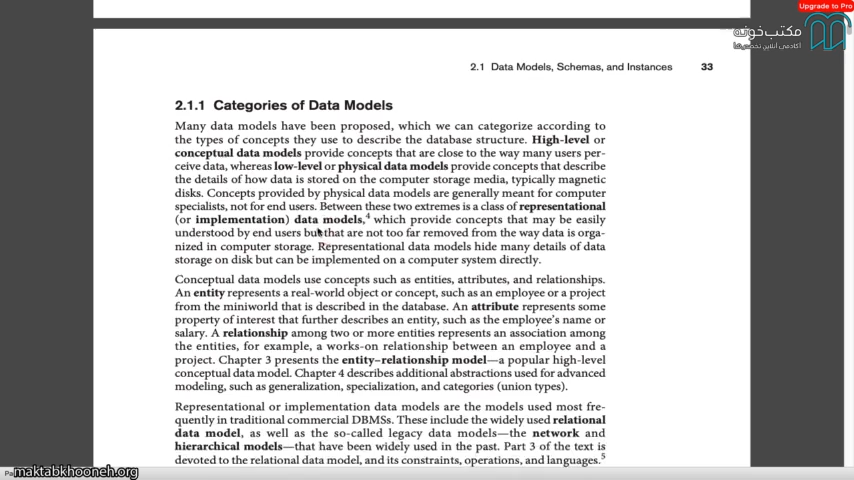 Upgrade to Pro
مکتب‌خونه
آکادمی آنلاین تخصص‌ها
2.1 Data Models, Schemas, and Instances 33
2.1.1 Categories of Data Models
Many data models have been proposed, which we can categorize according to
the types of concepts they use to describe the database structure. High-level or
conceptual data models provide concepts that are close to the way many users per-
ceive data, whereas low-level or physical data models provide concepts that describe
the details of how data is stored on the computer storage media, typically magnetic
disks. Concepts provided by physical data models are generally meant for computer
specialists, not for end users. Between these two extremes is a class of representational
(or implementation) data models,4 which provide concepts that may be easily
understood by end users but that are not too far removed from the way data is orga-
nized in computer storage. Representational data models hide many details of data
storage on disk but can be implemented on a computer system directly.
Conceptual data models use concepts such as entities, attributes, and relationships.
An entity represents a real-world object or concept, such as an employee or a project
from the miniworld that is described in the database. An attribute represents some
property of interest that further describes an entity, such as the employee's name or
salary. A relationship among two or more entities represents an association among
the entities, for example, a works-on relationship between an employee and a
project. Chapter 3 presents the entity–relationship model—a popular high-level
conceptual data model. Chapter 4 describes additional abstractions used for advanced
modeling, such as generalization, specialization, and categories (union types).
Representational or implementation data models are the models used most fre-
quently in traditional commercial DBMSs. These include the widely used relational
data model, as well as the so-called legacy data models—the network and
hierarchical models—that have been widely used in the past. Part 3 of the text is
devoted to the relational data model, and its constraints, operations, and languages.5
maktabkhooneh.org